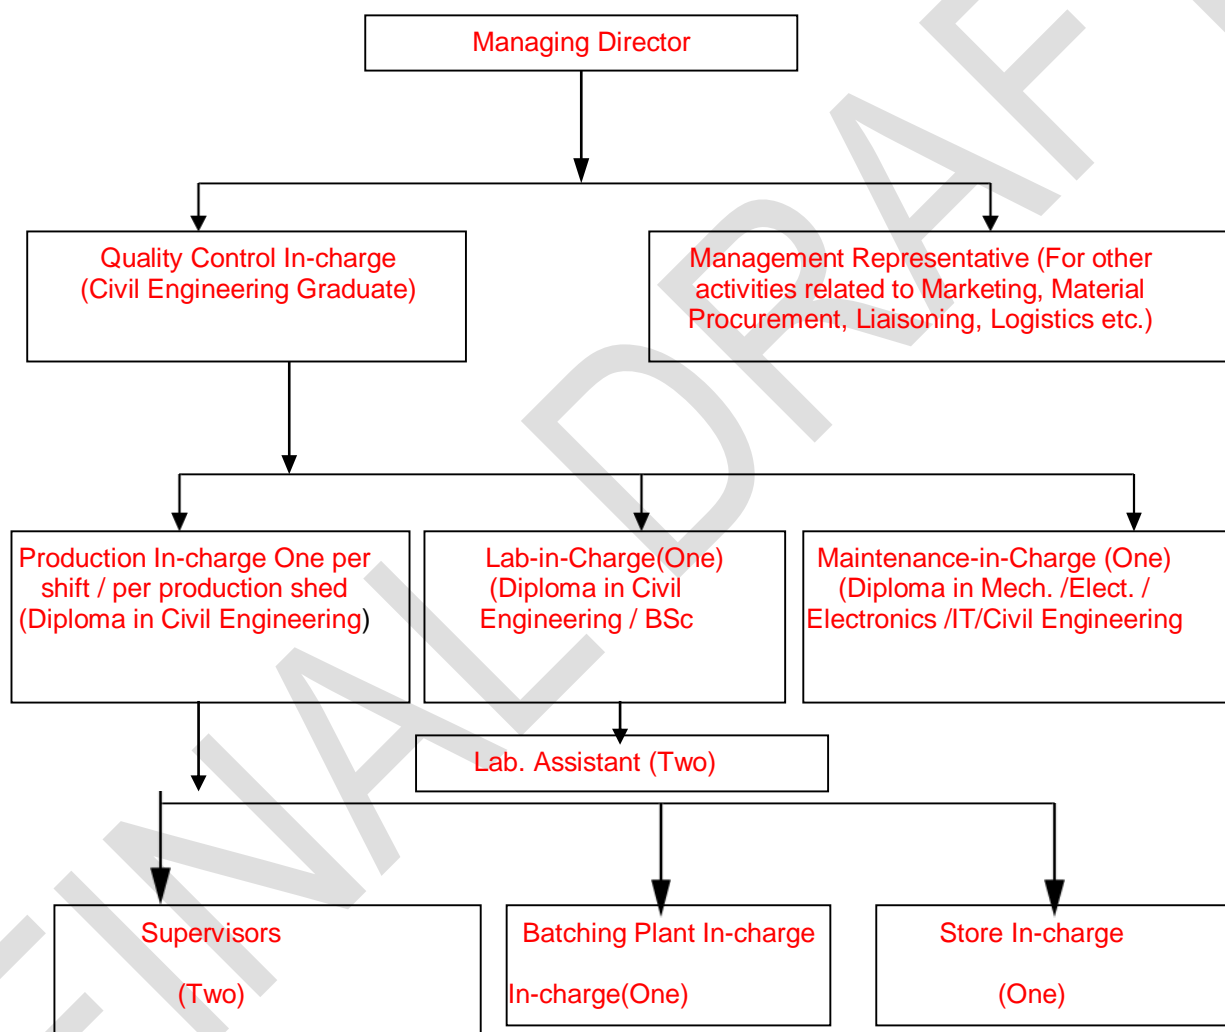 Managing Director
Quality Control In-charge
(Civil Engineering Graduate)
Management Representative (For other
activities related to Marketing, Material
Procurement, Liaisoning, Logistics etc.)
Production In-charge One per
shift / per production shed
(Diploma in Civil Engineering)
Lab-in-Charge(One)
(Diploma in Civil
Engineering / BSc
Maintenance-in-Charge (One)
(Diploma in Mech. /Elect. /
Electronics /IT/Civil Engineering
Lab. Assistant (Two)
Supervisors
(Two)
Batching Plant In-charge
In-charge(One)
Store In-charge
(One)
FINAL DRAF